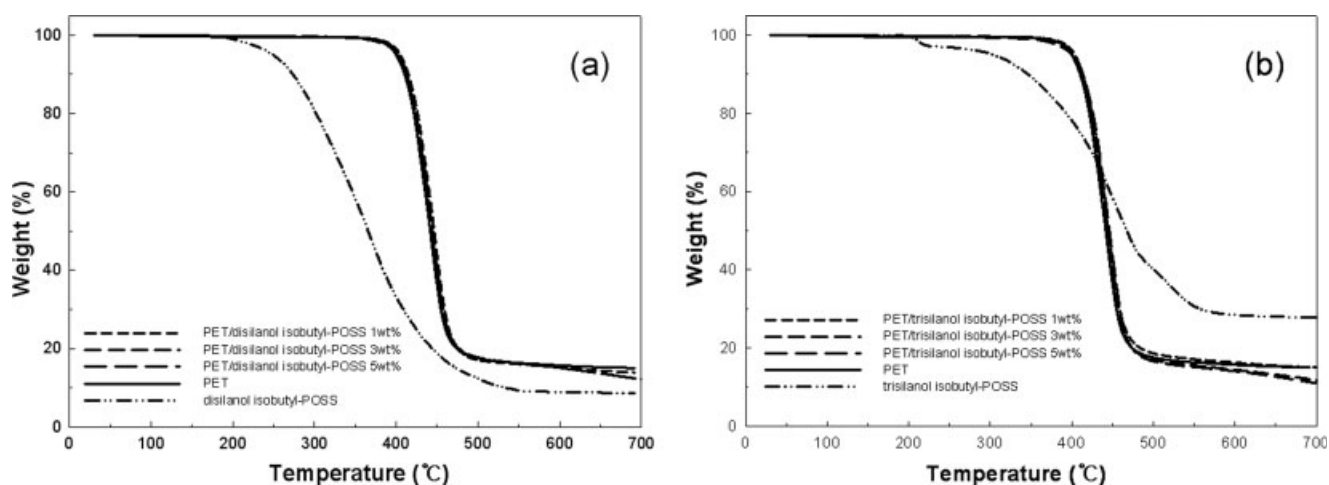 (a)
Weight (%)
100
80
60
40
20
0
PET/disilanol isobutyl-POSS 1wt%
PET/disilanol isobutyl-POSS 3wt%
PET/disilanol isobutyl-POSS 5wt%
PET
disilanol isobutyl-POSS
0 100 200 300 400 500 600 700
Temperature (℃)
(b)
Weight (%)
100
80
60
40
20
0
PET/trisilanol isobutyl-POSS 1wt%
PET/trisilanol isobutyl-POSS 3wt%
PET/trisilanol isobutyl-POSS 5wt%
PET
trisilanol isobutyl-POSS
0 100 200 300 400 500 600 700
Temperature (℃)